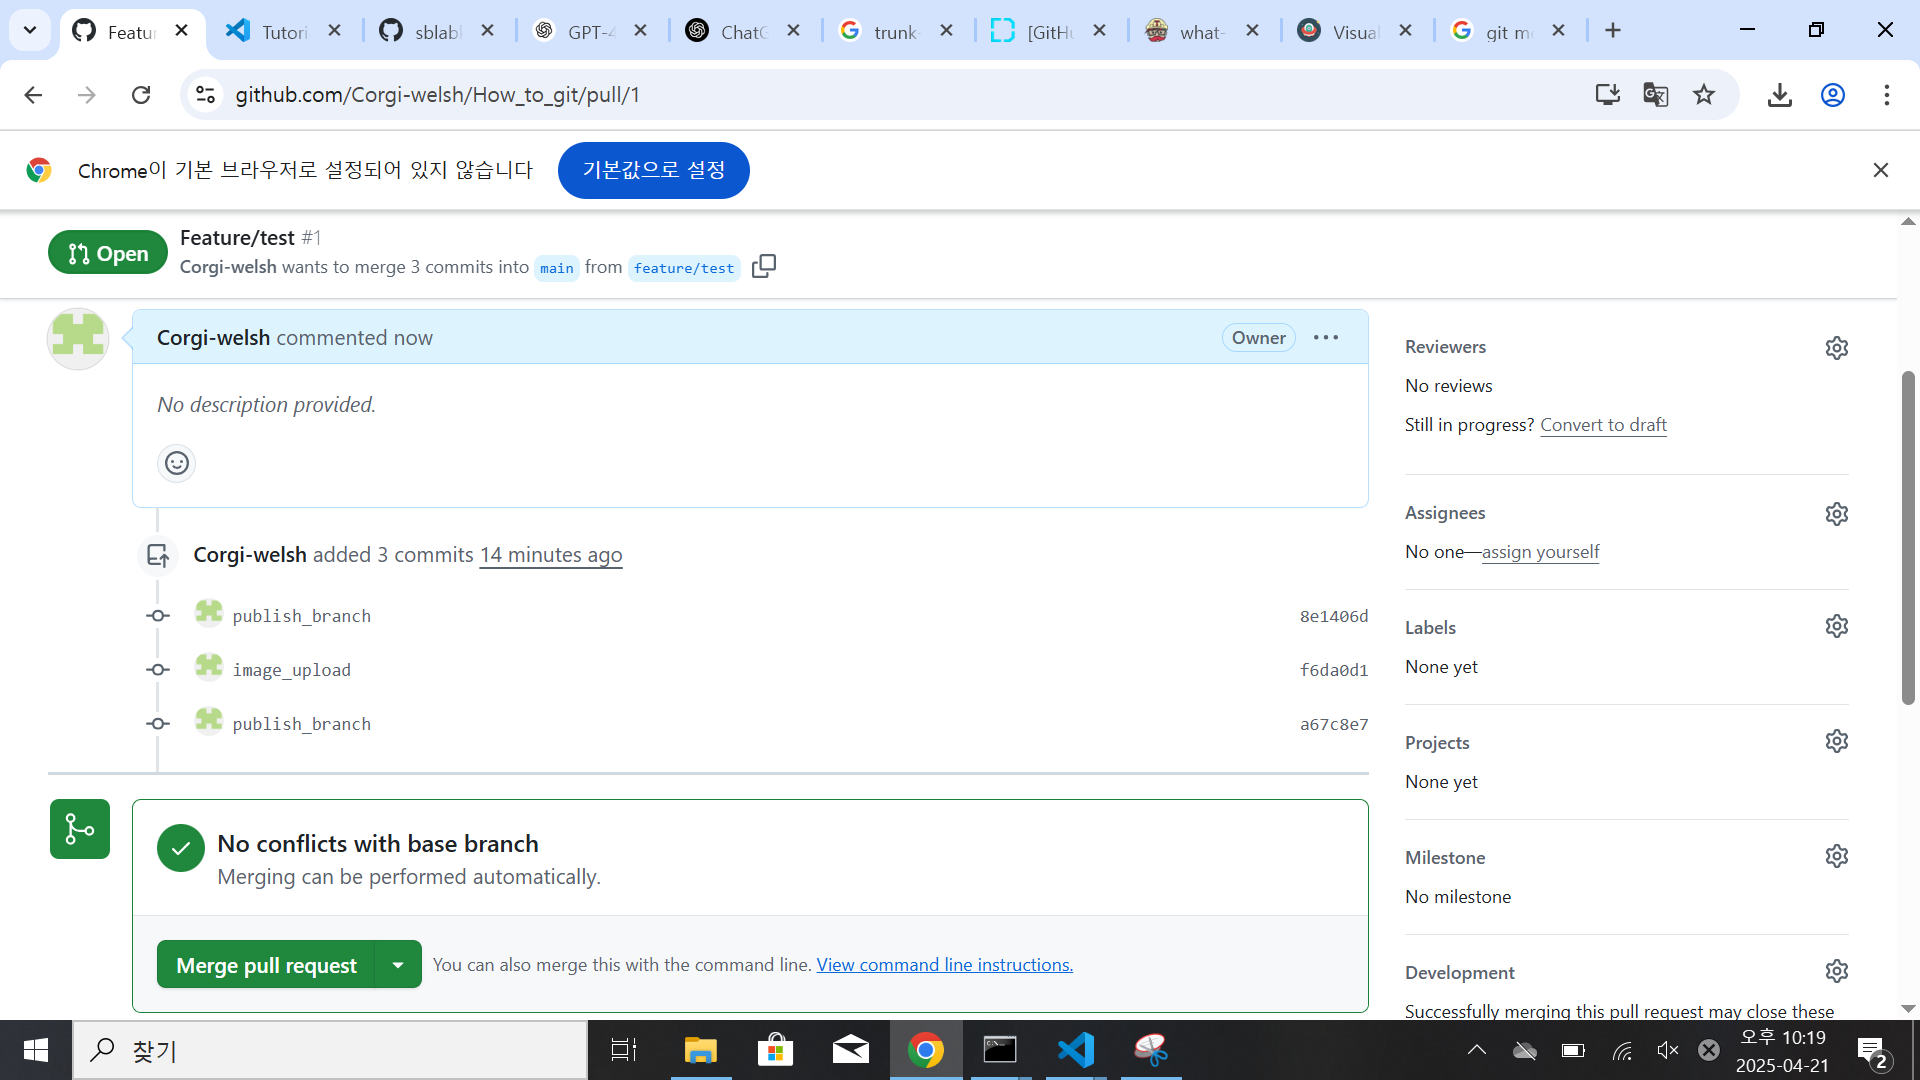 Featur
Tutori
sblabl
GPT-4
ChatG
trunk-
[GitHu
what-
Visual
git me
github.com/Corgi-welsh/How_to_git/pull/1
Chrome이 기본 브라우저로 설정되어 있지 않습니다
기본값으로 설정
Open
Feature/test #1
Corgi-welsh wants to merge 3 commits into main from feature/test
Corgi-welsh commented now
Owner
No description provided.
Corgi-welsh added 3 commits 14 minutes ago
publish_branch 8e1406d
image_upload f6da0d1
publish_branch a67c8e7
No conflicts with base branch
Merging can be performed automatically.
Merge pull request
You can also merge this with the command line. View command line instructions.
Reviewers
No reviews
Still in progress? Convert to draft
Assignees
No one—assign yourself
Labels
None yet
Projects
None yet
Milestone
No milestone
Development
Successfully merging this pull request may close these
찾기
오후 10:19
2025-04-21
2